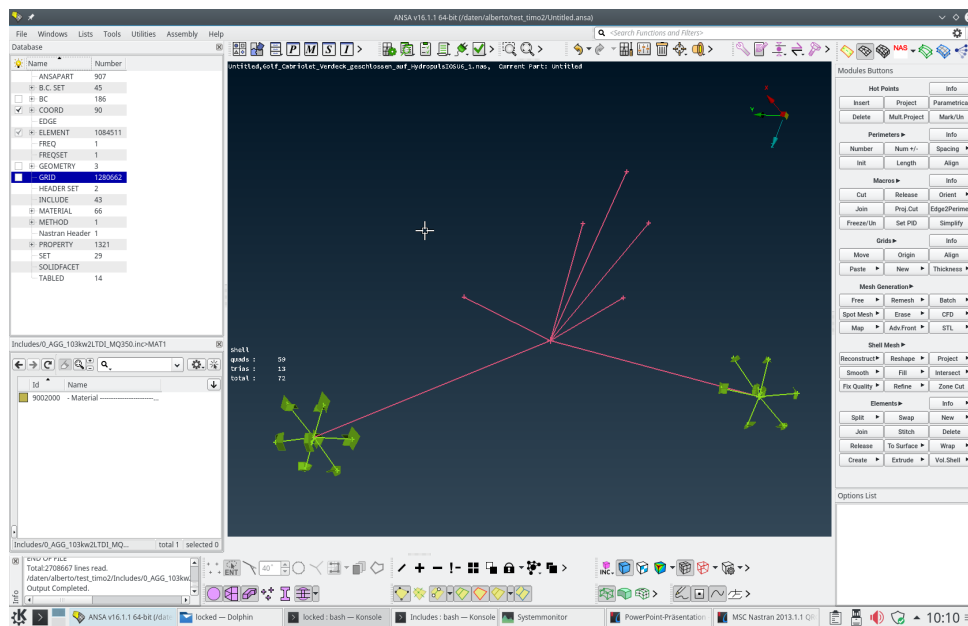 ANSA v16.1.1 64-bit (/daten/alberto/test_timo2/Untitled.ansa)
File Windows Lists Tools Utilities Assembly Help
<Search Functions and Filters>
Database
Name Number
ANSAPART 907
B.C. SET 45
BC 186
COORD 90
EDGE
ELEMENT 1084511
FREQ 1
FREQSET 1
GEOMETRY 3
GRID 1280662
HEADER SET 2
INCLUDE 43
MATERIAL 66
METHOD 1
Nastran Header 1
PROPERTY 1321
SET 29
SOLIDFACET
TABLED 14
P M S I
NAS
Untitled,Golf_Cabriolet_Verdeck_geschlossen_auf_HydropulsIOSU6_1.nas, Current Part: Untitled
shell
quads : 59
trias : 13
total : 72
Includes/0_AGG_103kw2LTDI_MQ350.inc>MAT1
Id Name
9002000 - Material -----------------------...
Includes/0_AGG_103kw2LTDI_MQ... total 1 selected 0
Info
END OF FILE
Total:2708667 lines read.
/daten/alberto/test_timo2/Includes/0_AGG_103kw...
Output Completed.
ENT 40°
INC.
Modules Buttons
Hot Points Info
Insert Project Parametrica
Delete Mult.Project Mark/Un
Perimeters Info
Number Num +/- Spacing
Init Length Align
Macros Info
Cut Release Orient
Join Proj.Cut Edge2Perime
Freeze/Un Set PID Simplify
Grids Info
Move Origin Align
Paste New Thickness
Mesh Generation
Free Remesh Batch
Spot Mesh Erase CFD
Map Adv.Front STL
Shell Mesh
Reconstruct Reshape Project
Smooth Fill Intersect
Fix Quality Refine Zone Cut
Elements Info
Split Swap New
Join Stitch Delete
Release To Surface Wrap
Create Extrude Vol.Shell
Options List
ANSA v16.1.1 64-bit (/daten
locked — Dolphin
locked : bash — Konsole
Includes : bash — Konsole
Systemmonitor
PowerPoint-Präsentation
MSC Nastran 2013.1.1 QR
10:10